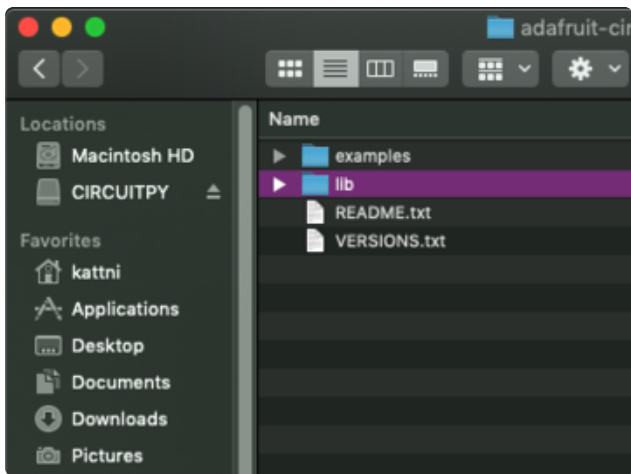 adafruit-cir
Locations
Macintosh HD
CIRCUITPY
Favorites
kattni
Applications
Desktop
Documents
Downloads
Pictures
Name
examples
lib
README.txt
VERSIONS.txt